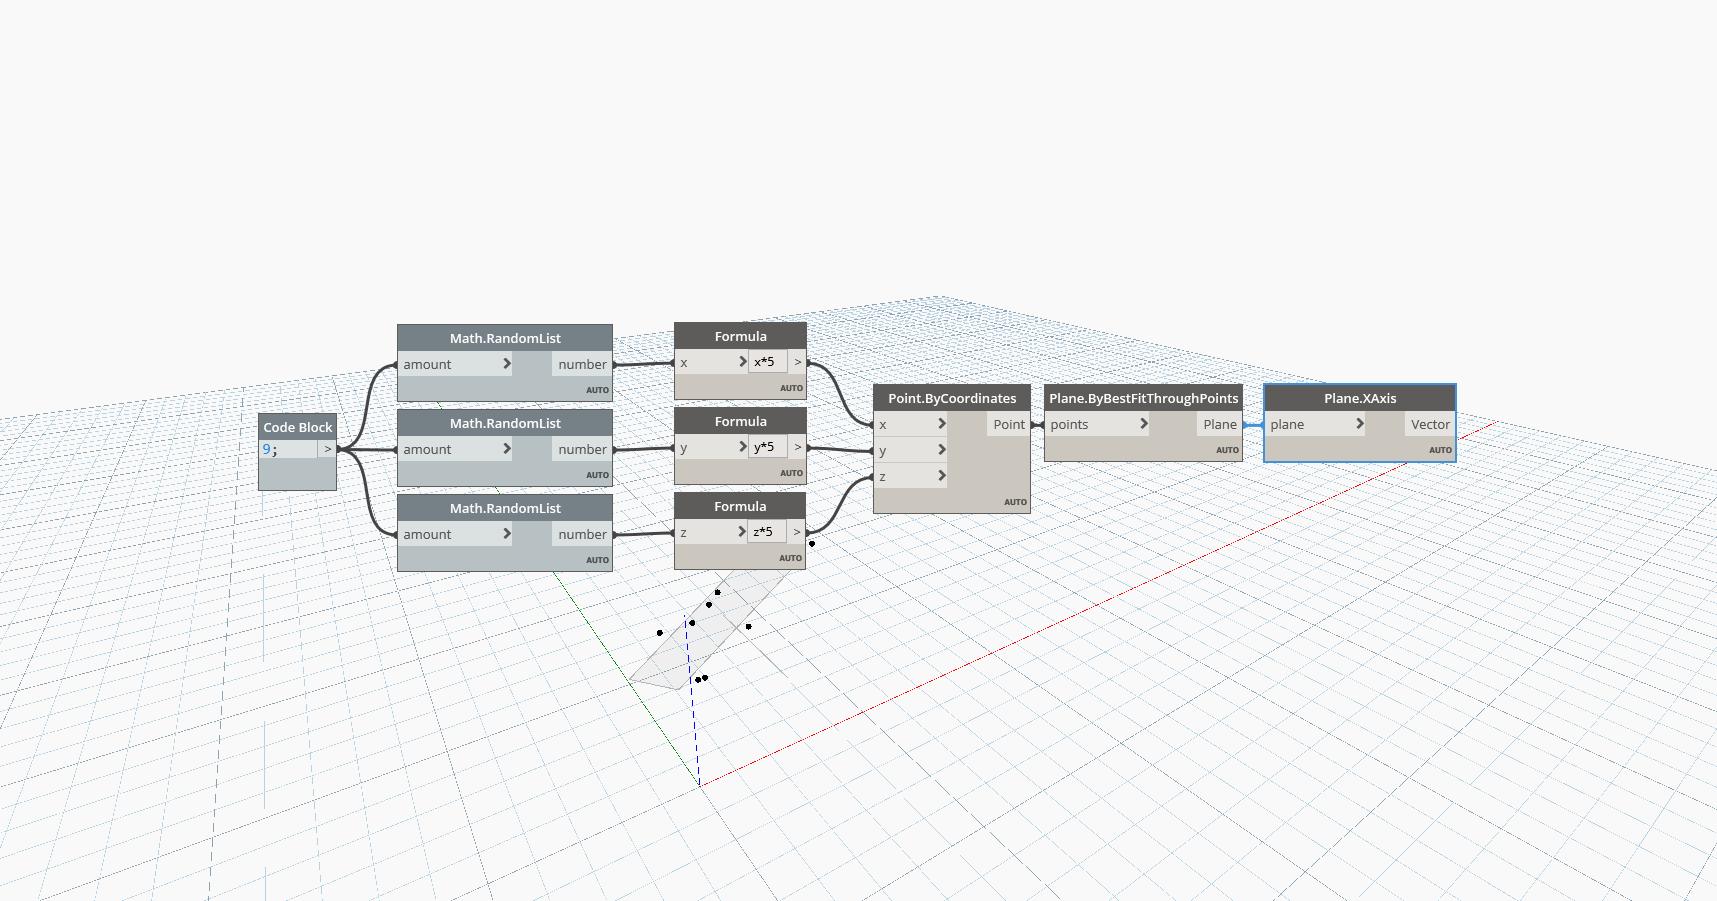 Code Block
9; >
Math.RandomList
amount > number
AUTO
Math.RandomList
amount > number
AUTO
Math.RandomList
amount > number
AUTO
Formula
x > x*5 >
AUTO
Formula
y > y*5 >
AUTO
Formula
z > z*5 >
AUTO
Point.ByCoordinates
x > Point
y >
z >
AUTO
Plane.ByBestFitThroughPoints
points > Plane
AUTO
Plane.XAxis
plane > Vector
AUTO